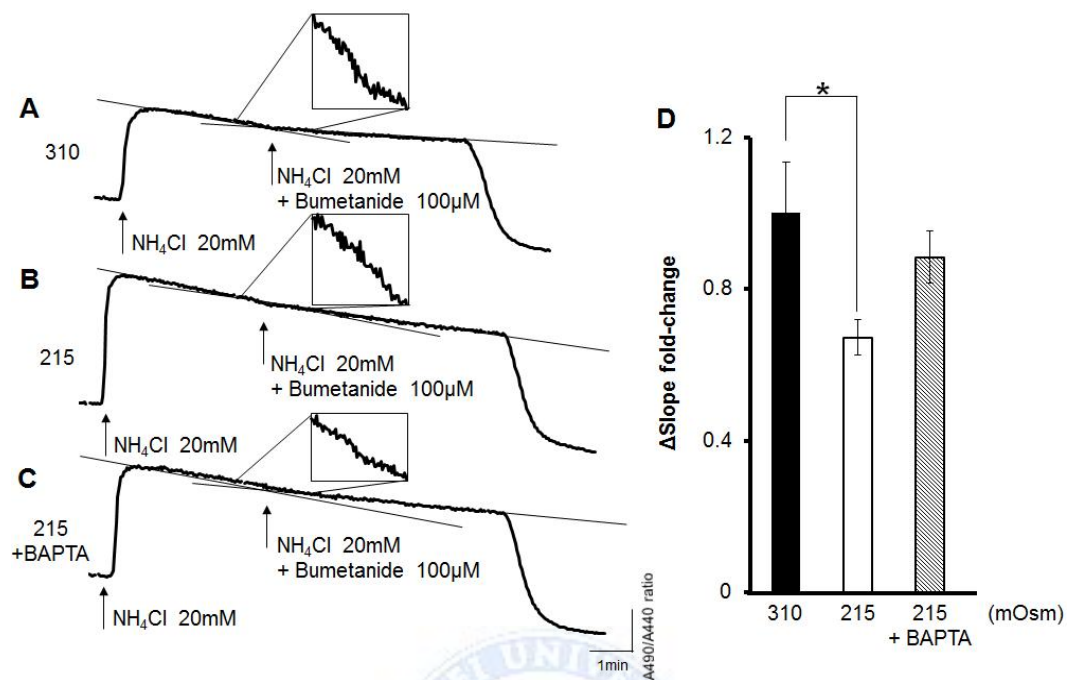 A
310
NH₄Cl 20mM
+ Bumetanide 100μM
NH₄Cl 20mM
B
215
NH₄Cl 20mM
+ Bumetanide 100μM
NH₄Cl 20mM
C
215
+BAPTA
NH₄Cl 20mM
+ Bumetanide 100μM
NH₄Cl 20mM
A490/A440 ratio
1min
EI UNIV
D
*
ΔSlope fold-change
1.2
0.8
0.4
0
310
215
215
+ BAPTA
(mOsm)